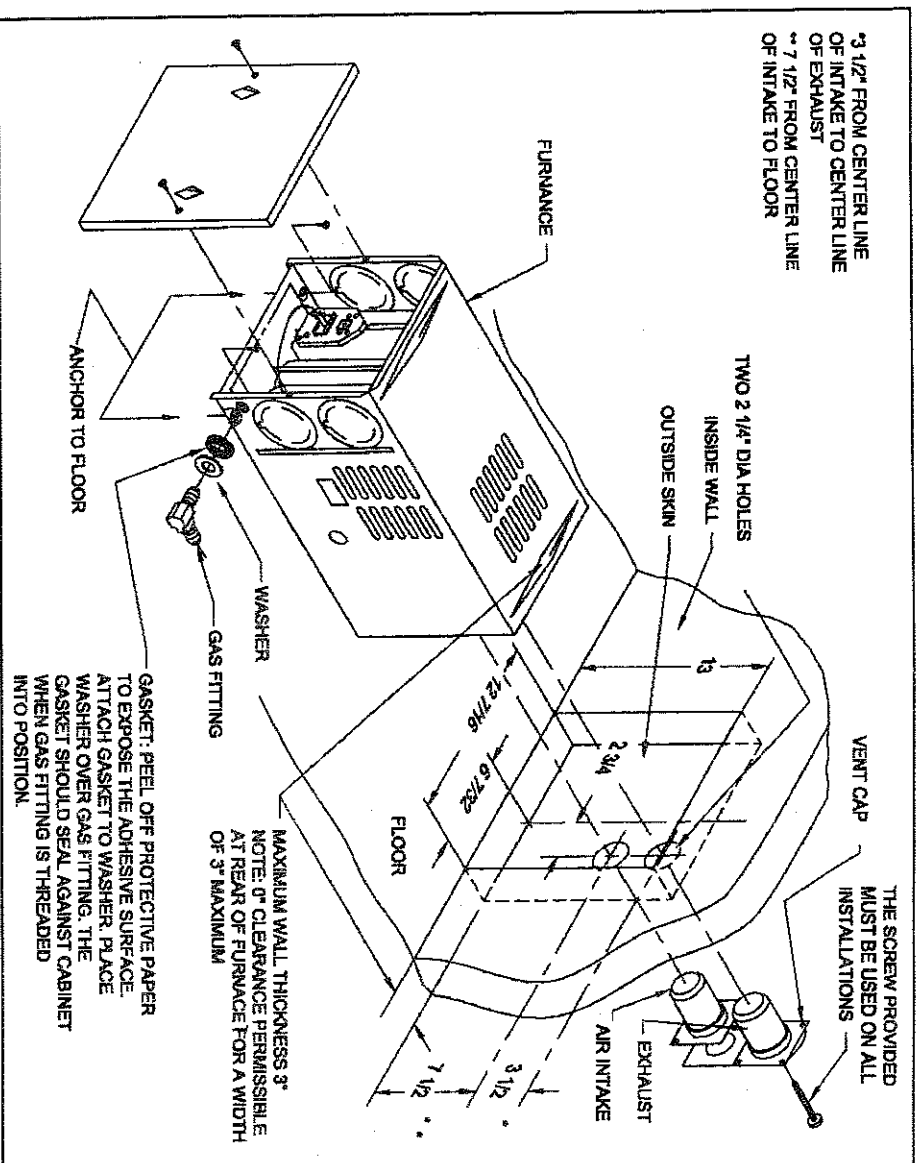 *3 1/2" FROM CENTER LINE
OF INTAKE TO CENTER LINE
OF EXHAUST
** 7 1/2" FROM CENTER LINE
OF INTAKE TO FLOOR
FURNANCE
TWO 2 1/4" DIA HOLES
INSIDE WALL
OUTSIDE SKIN
VENT CAP
THE SCREW PROVIDED
MUST BE USED ON ALL
INSTALLATIONS
13
2 3/4
12 7/16
6 7/32
FLOOR
EXHAUST
AIR INTAKE
3 1/2 *
7 1/2 **
MAXIMUM WALL THICKNESS 3"
NOTE: 0" CLEARANCE PERMISSIBLE
AT REAR OF FURNACE FOR A WIDTH
OF 3" MAXIMUM
ANCHOR TO FLOOR
WASHER
GAS FITTING
GASKET: PEEL OFF PROTECTIVE PAPER
TO EXPOSE THE ADHESIVE SURFACE.
ATTACH GASKET TO WASHER. PLACE
WASHER OVER GAS FITTING. THE
GASKET SHOULD SEAL AGAINST CABINET
WHEN GAS FITTING IS THREADED
INTO POSITION.